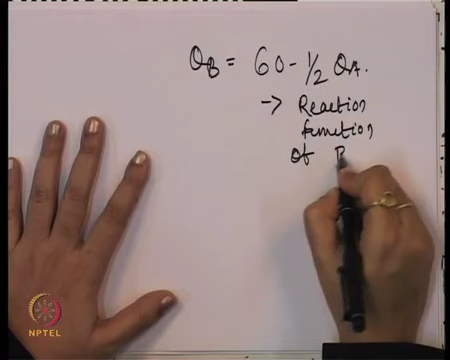 QB = 60 - 1/2 QA.
-> Reaction
function
of
NPTEL